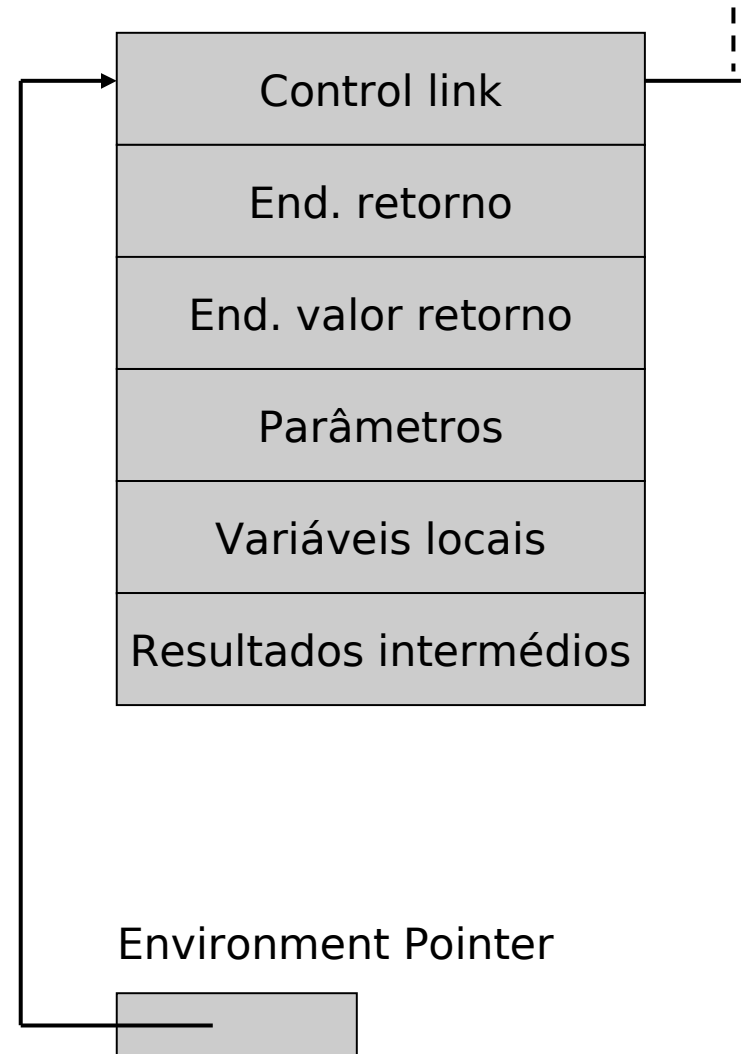 Control link
End. retorno
End. valor retorno
Parâmetros
Variáveis locais
Resultados intermédios
Environment Pointer